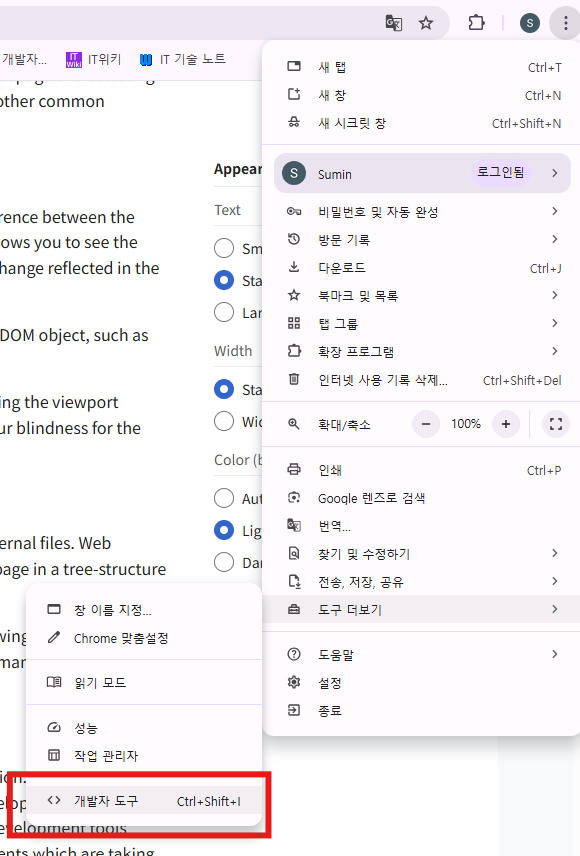 S
개발자...
IT Wiki
IT위키
IT 기술 노트
other common
rence between the
ows you to see the
hange reflected in the
DOM object, such as
ing the viewport
ur blindness for the
ernal files. Web
page in a tree-structure
Appear
Text
Sm
Sta
Lar
Width
Sta
Wid
Color (b
Aut
Lig
Dar
새 탭 Ctrl+T
새 창 Ctrl+N
새 시크릿 창 Ctrl+Shift+N
S Sumin 로그인됨
비밀번호 및 자동 완성
방문 기록
다운로드 Ctrl+J
북마크 및 목록
탭 그룹
확장 프로그램
인터넷 사용 기록 삭제... Ctrl+Shift+Del
확대/축소 − 100% +
인쇄 Ctrl+P
Google 렌즈로 검색
번역...
찾기 및 수정하기
전송, 저장, 공유
도구 더보기
도움말
설정
종료
창 이름 지정...
Chrome 맞춤설정
읽기 모드
성능
작업 관리자
개발자 도구 Ctrl+Shift+I
evelopment tools
ents which are taking